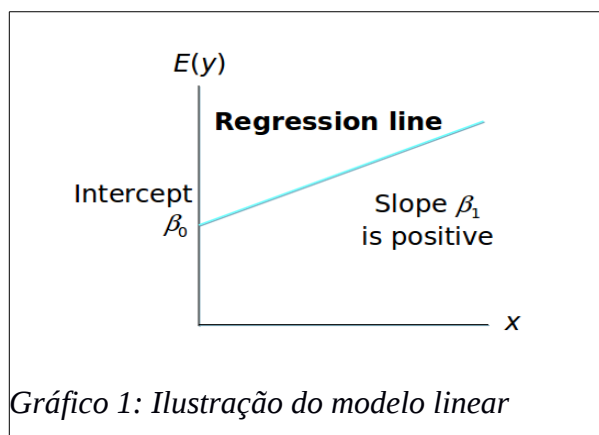 E(y)
Regression line
Intercept
β₀
Slope β₁
is positive
x
Gráfico 1: Ilustração do modelo linear